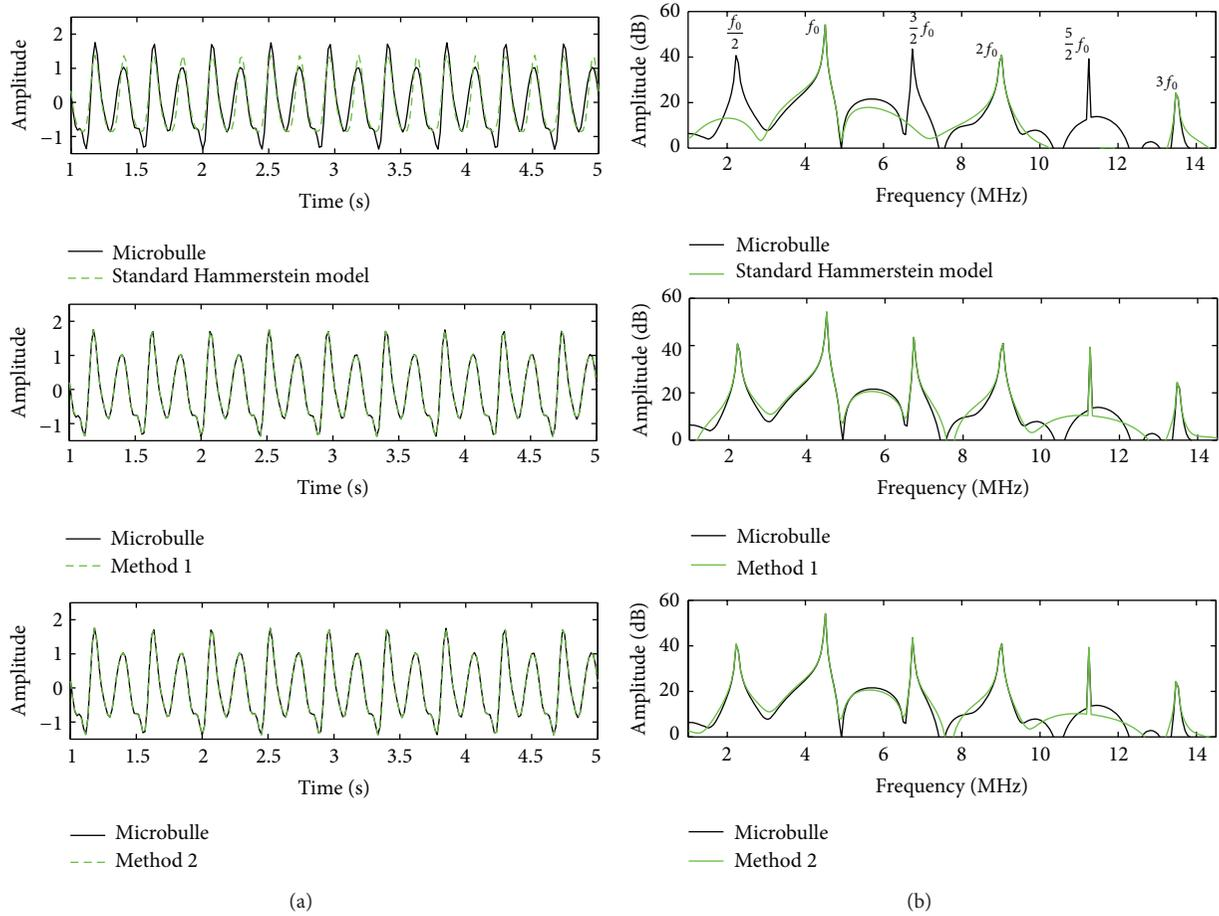 Amplitude
2
1
0
−1
1 1.5 2 2.5 3 3.5 4 4.5 5
Time (s)
Microbulle
Standard Hammerstein model
Amplitude (dB)
60
40
20
0
f0/2
f0
3/2 f0
2f0
5/2 f0
3f0
2 4 6 8 10 12 14
Frequency (MHz)
Microbulle
Standard Hammerstein model
Amplitude
2
1
0
−1
1 1.5 2 2.5 3 3.5 4 4.5 5
Time (s)
Microbulle
Method 1
Amplitude (dB)
60
40
20
0
2 4 6 8 10 12 14
Frequency (MHz)
Microbulle
Method 1
Amplitude
2
1
0
−1
1 1.5 2 2.5 3 3.5 4 4.5 5
Time (s)
Microbulle
Method 2
(a)
Amplitude (dB)
60
40
20
0
2 4 6 8 10 12 14
Frequency (MHz)
Microbulle
Method 2
(b)